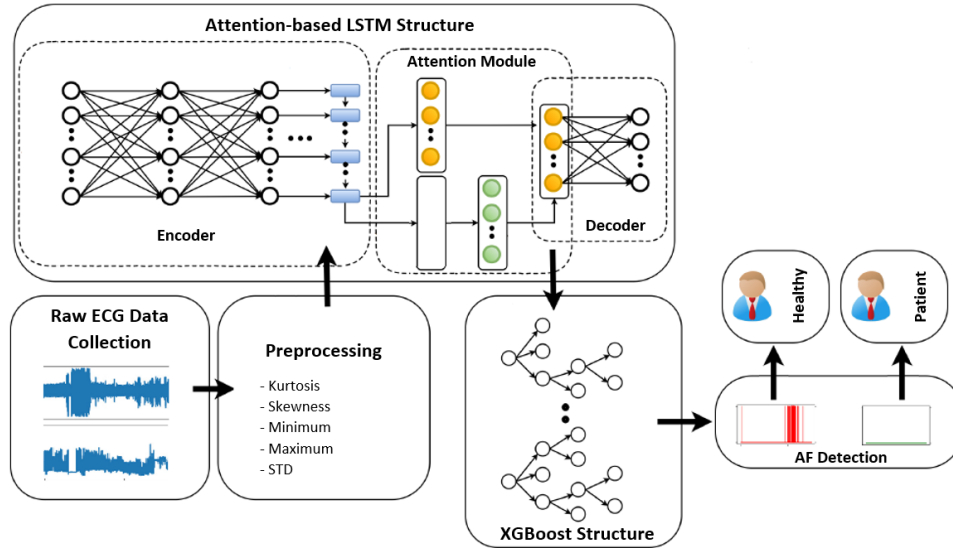 Attention-based LSTM Structure
Attention Module
Encoder
Decoder
Raw ECG Data
Collection
Preprocessing
- Kurtosis
- Skewness
- Minimum
- Maximum
- STD
XGBoost Structure
Healthy
Patient
AF Detection